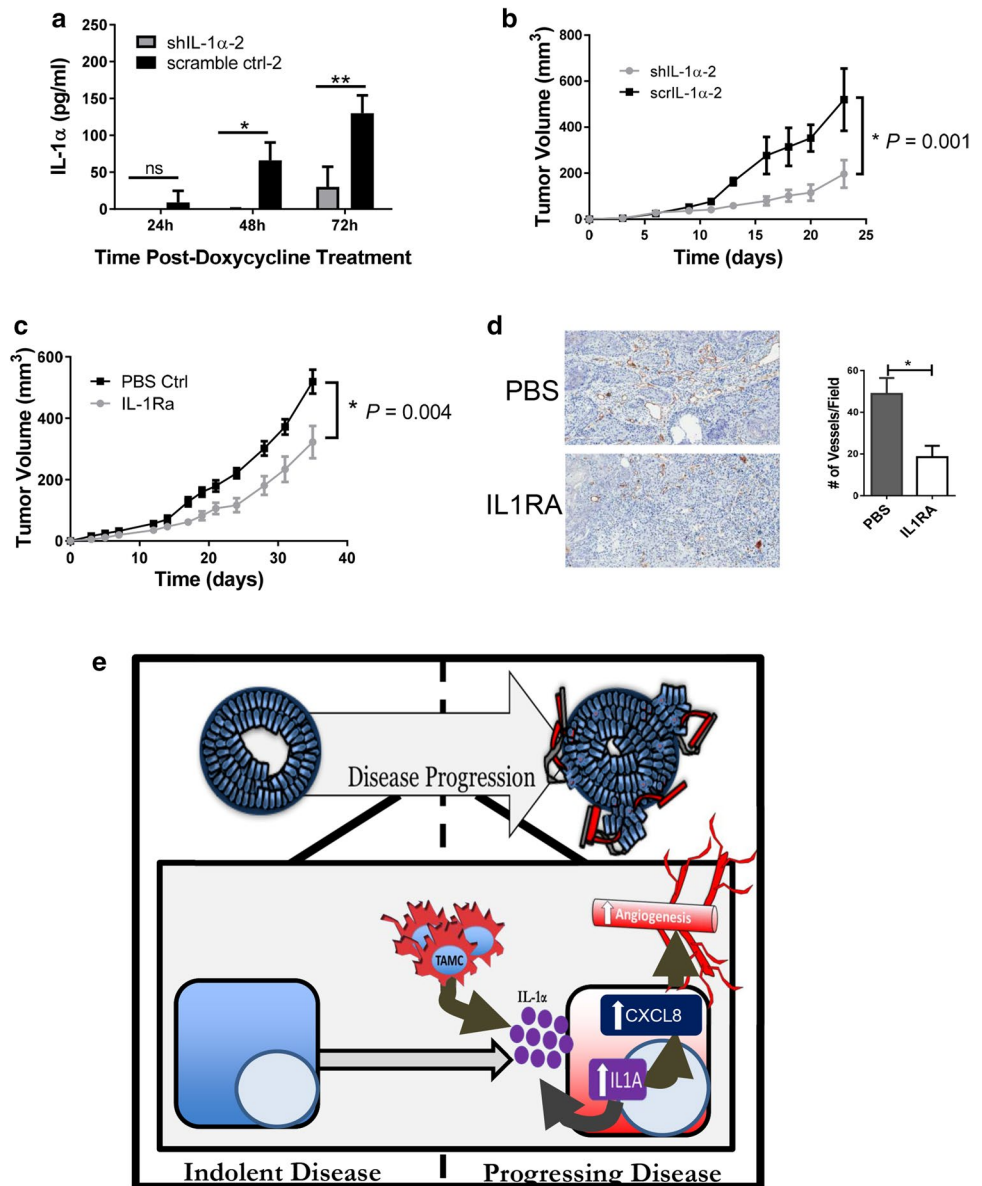 a
250
200
150
100
50
0
IL-1α (pg/ml)
shIL-1α-2
scramble ctrl-2
ns
*
**
24h
48h
72h
Time Post-Doxycycline Treatment
b
800
600
400
200
0
Tumor Volume (mm³)
shIL-1α-2
scrIL-1α-2
* P = 0.001
0
5
10
15
20
25
Time (days)
c
600
400
200
0
Tumor Volume (mm³)
PBS Ctrl
IL-1Ra
* P = 0.004
0
10
20
30
40
Time (days)
d
PBS
IL1RA
60
40
20
0
# of Vessels/Field
*
PBS
IL1RA
e
Disease Progression
Angiogenesis
TAMC
IL-1α
CXCL8
IL1A
Indolent Disease
Progressing Disease